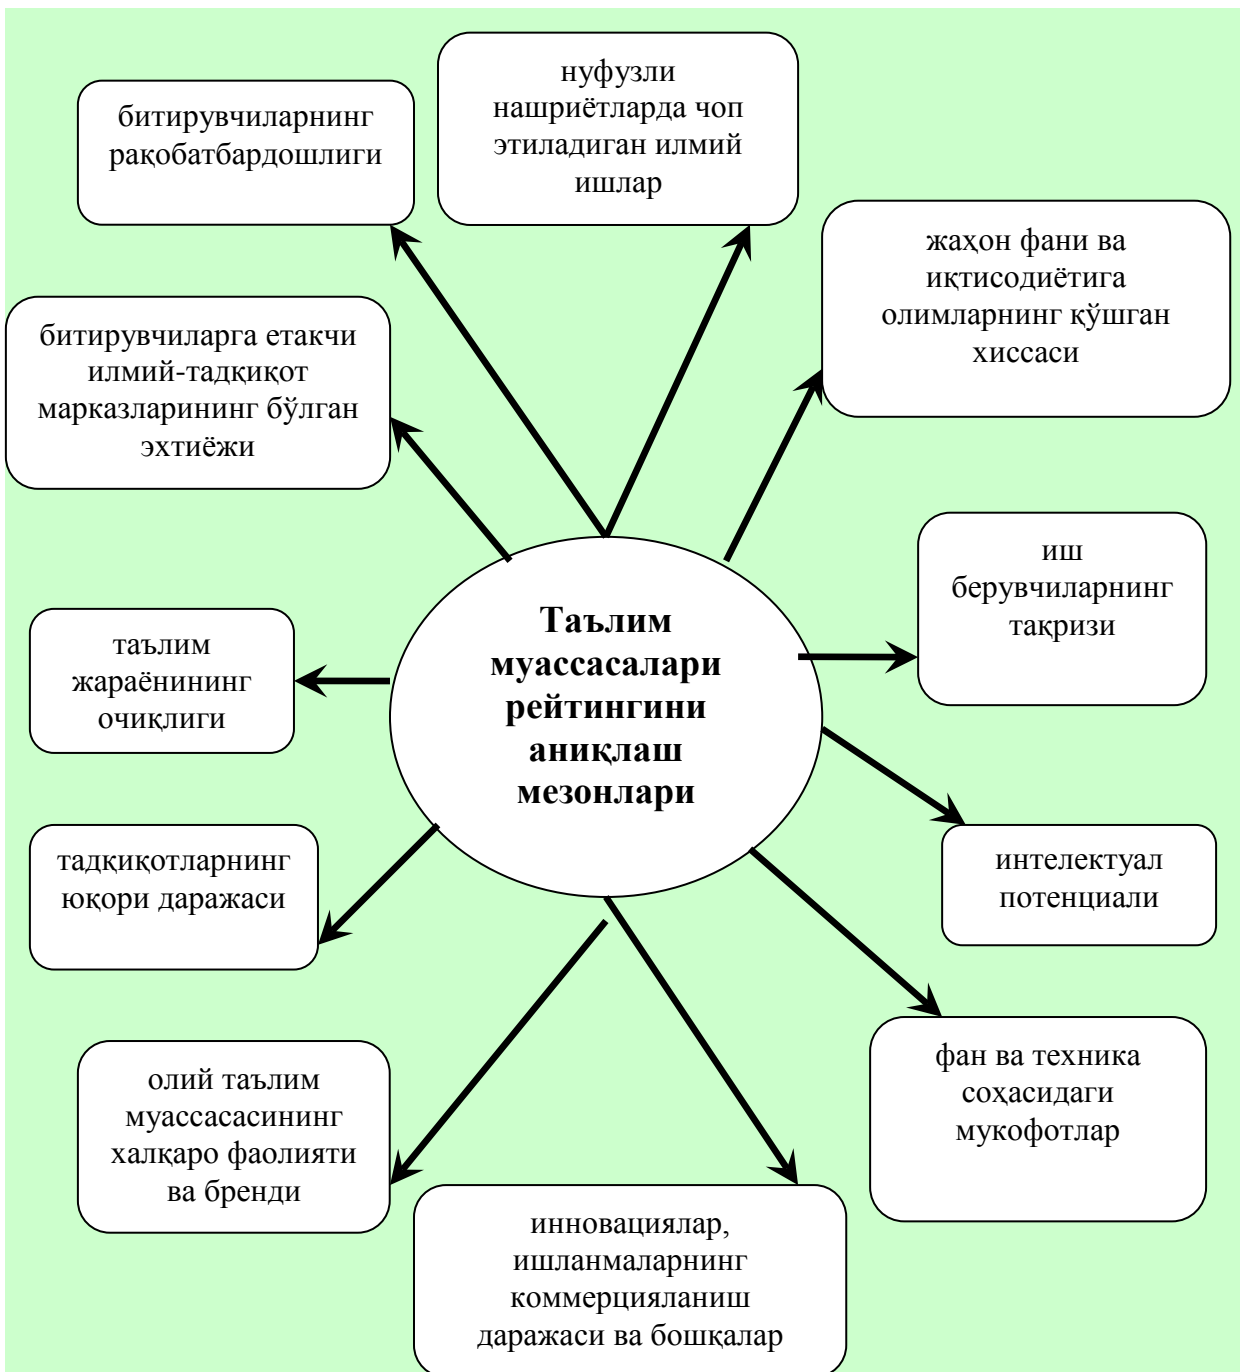 нуфузли
нашриётларда чоп
этиладиган илмий
ишлар
битирувчиларнинг
рақобатбардошлиги
жаҳон фани ва
иқтисодиётига
олимларнинг қўшган
хиссаси
битирувчиларга етакчи
илмий-тадқиқот
марказларининг бўлган
эхтиёжи
иш
берувчиларнинг
тақризи
Таълим
муассасалари
рейтингини
аниқлаш
мезонлари
таълим
жараёнининг
очиқлиги
тадқиқотларнинг
юқори даражаси
интелектуал
потенциали
фан ва техника
соҳасидаги
мукофотлар
олий таълим
муассасасининг
халқаро фаолияти
ва бренди
инновациялар,
ишланмаларнинг
коммерцияланиш
даражаси ва бошқалар